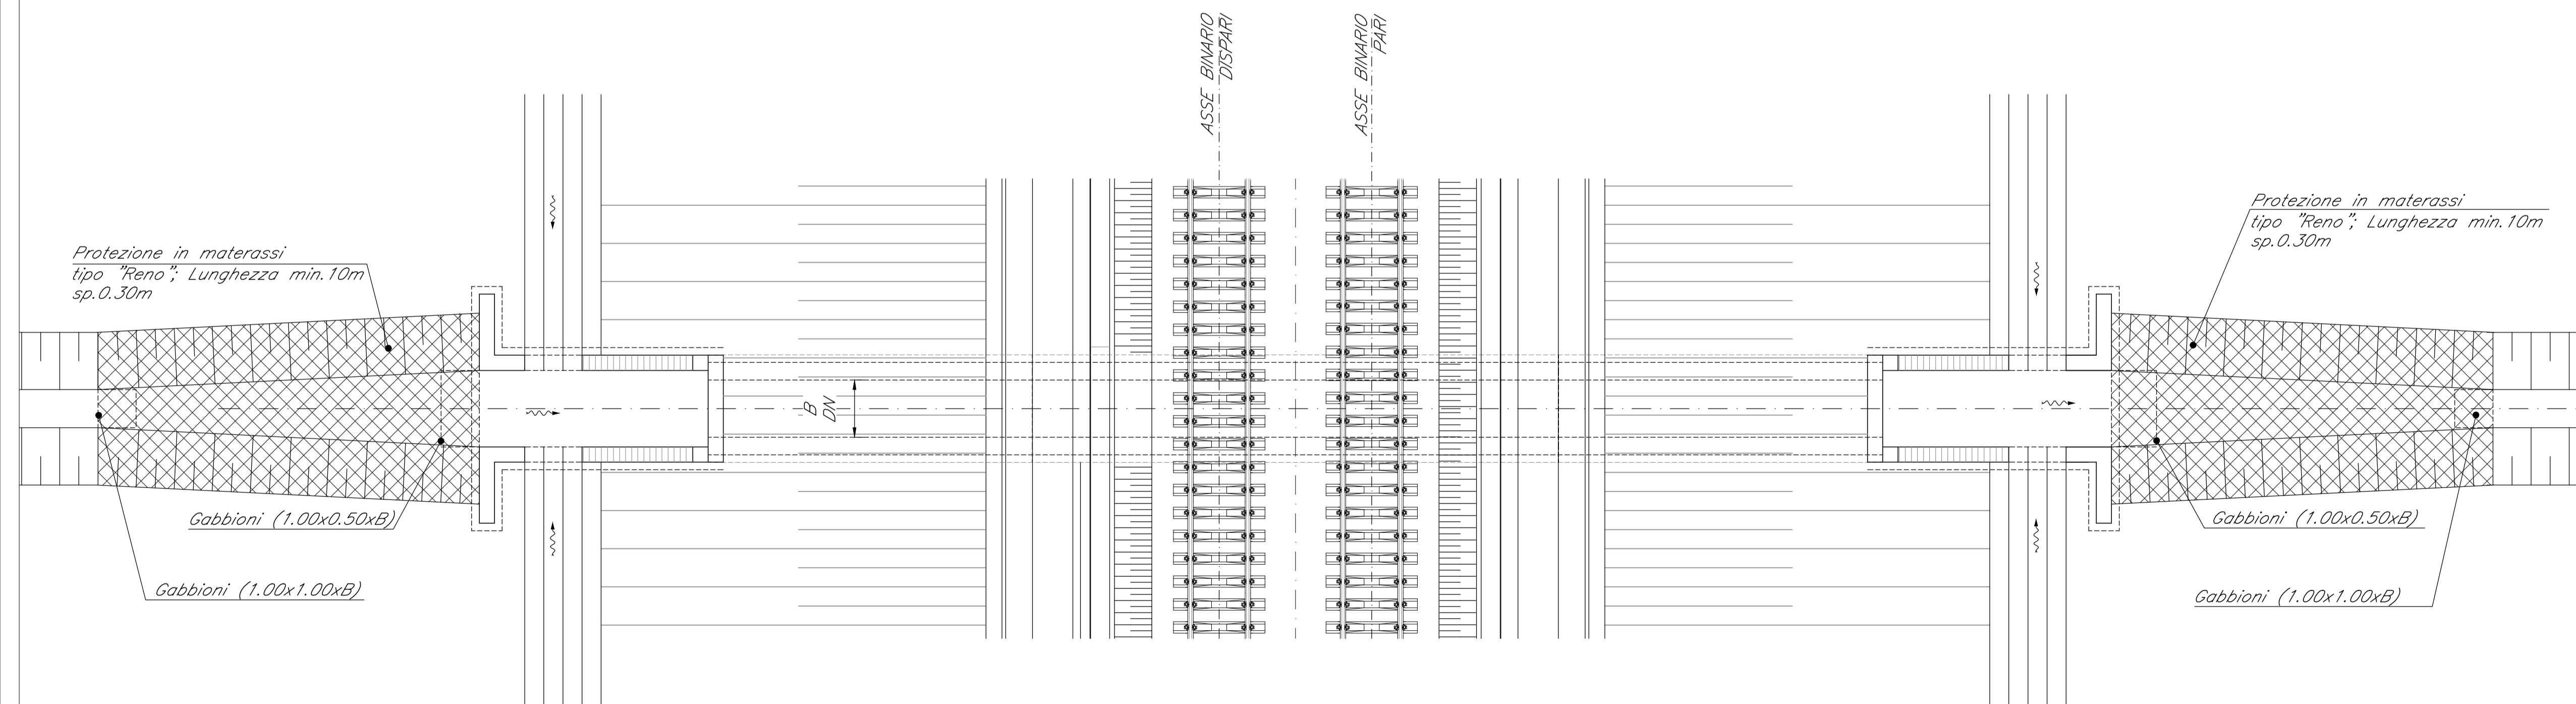 ASSE BINARIO
DISPARI
ASSE BINARIO
PARI
Protezione in materassi
tipo "Reno"; Lunghezza min. 10m
sp.0.30m
Protezione in materassi
tipo "Reno"; Lunghezza min. 10m
sp.0.30m
B
DN
Gabbioni (1.00x0.50xB)
Gabbioni (1.00x1.00xB)
Gabbioni (1.00x0.50xB)
Gabbioni (1.00x1.00xB)